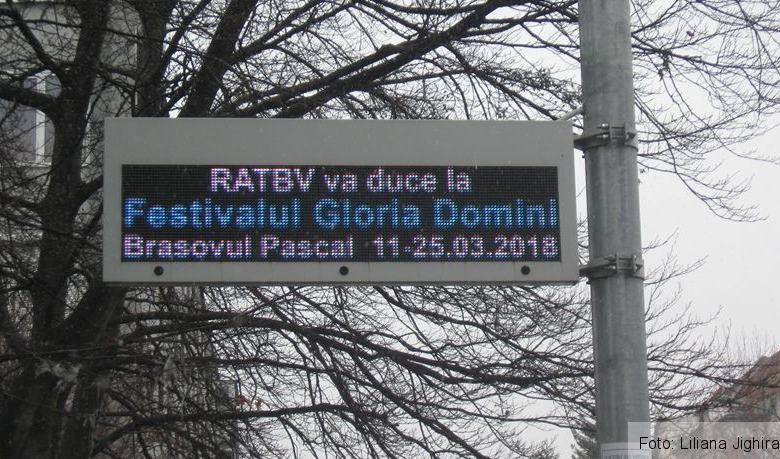 RATBV va duce la
Festivalul Gloria Domini
Brasovul Pascal 11-25.03.2018
Foto: Liliana Jighira